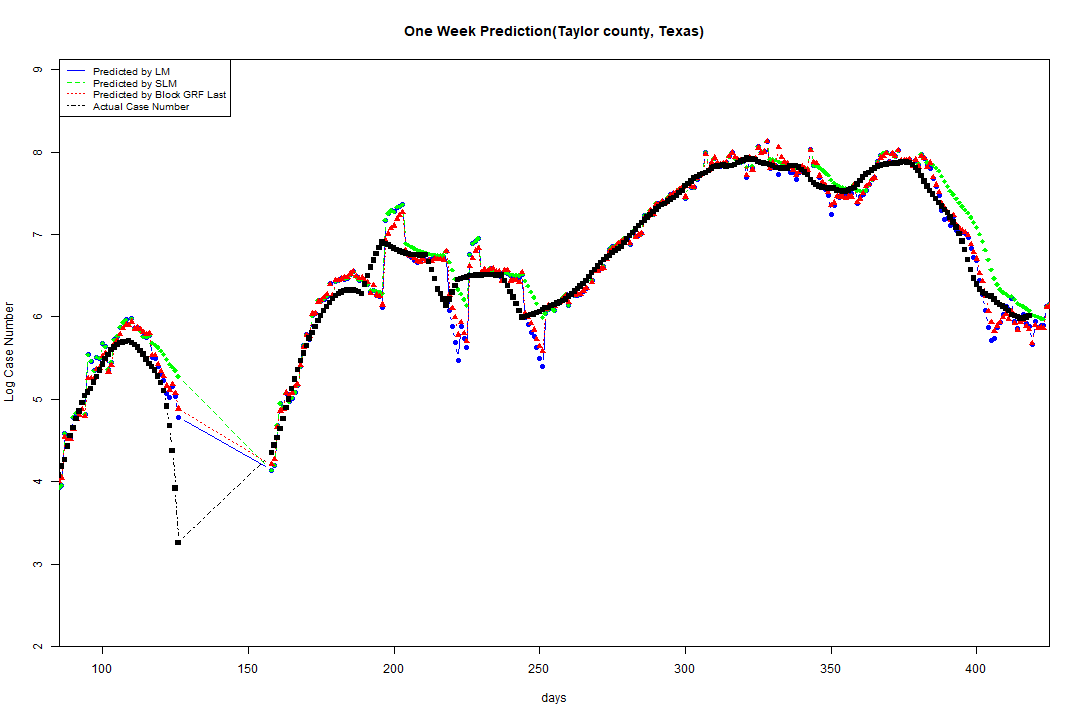 One Week Prediction(Taylor county, Texas)
Predicted by LM
Predicted by SLM
Predicted by Block GRF Last
Actual Case Number
9
8
7
6
5
4
3
2
Log Case Number
100 150 200 250 300 350 400
days